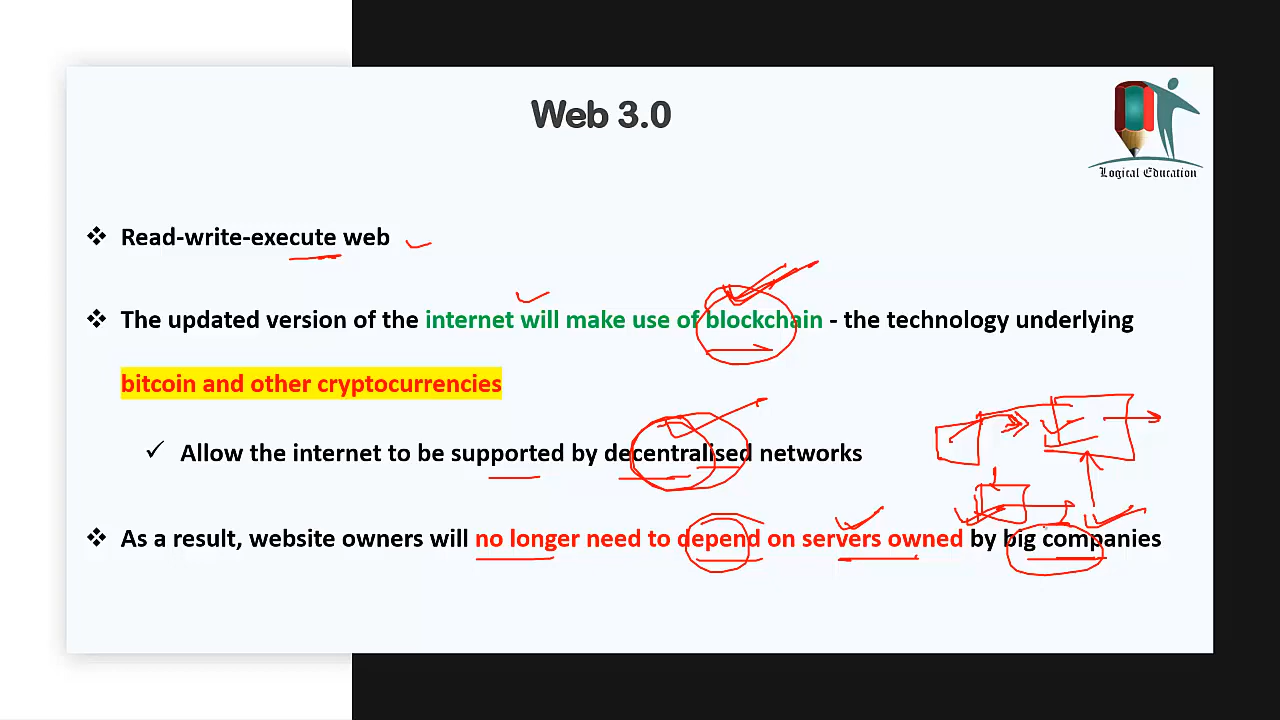 Web 3.0
Logical Education
❖ Read-write-execute web
❖ The updated version of the internet will make use of blockchain - the technology underlying
bitcoin and other cryptocurrencies
✓ Allow the internet to be supported by decentralised networks
❖ As a result, website owners will no longer need to depend on servers owned by big companies